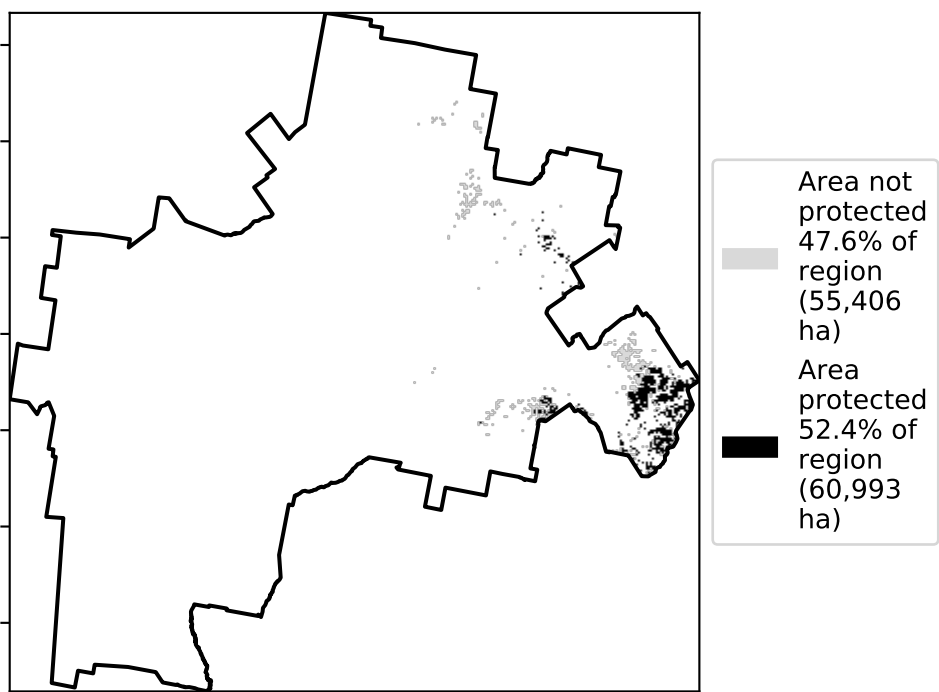 Area not
protected
47.6% of
region
(55,406
ha)
Area
protected
52.4% of
region
(60,993
ha)